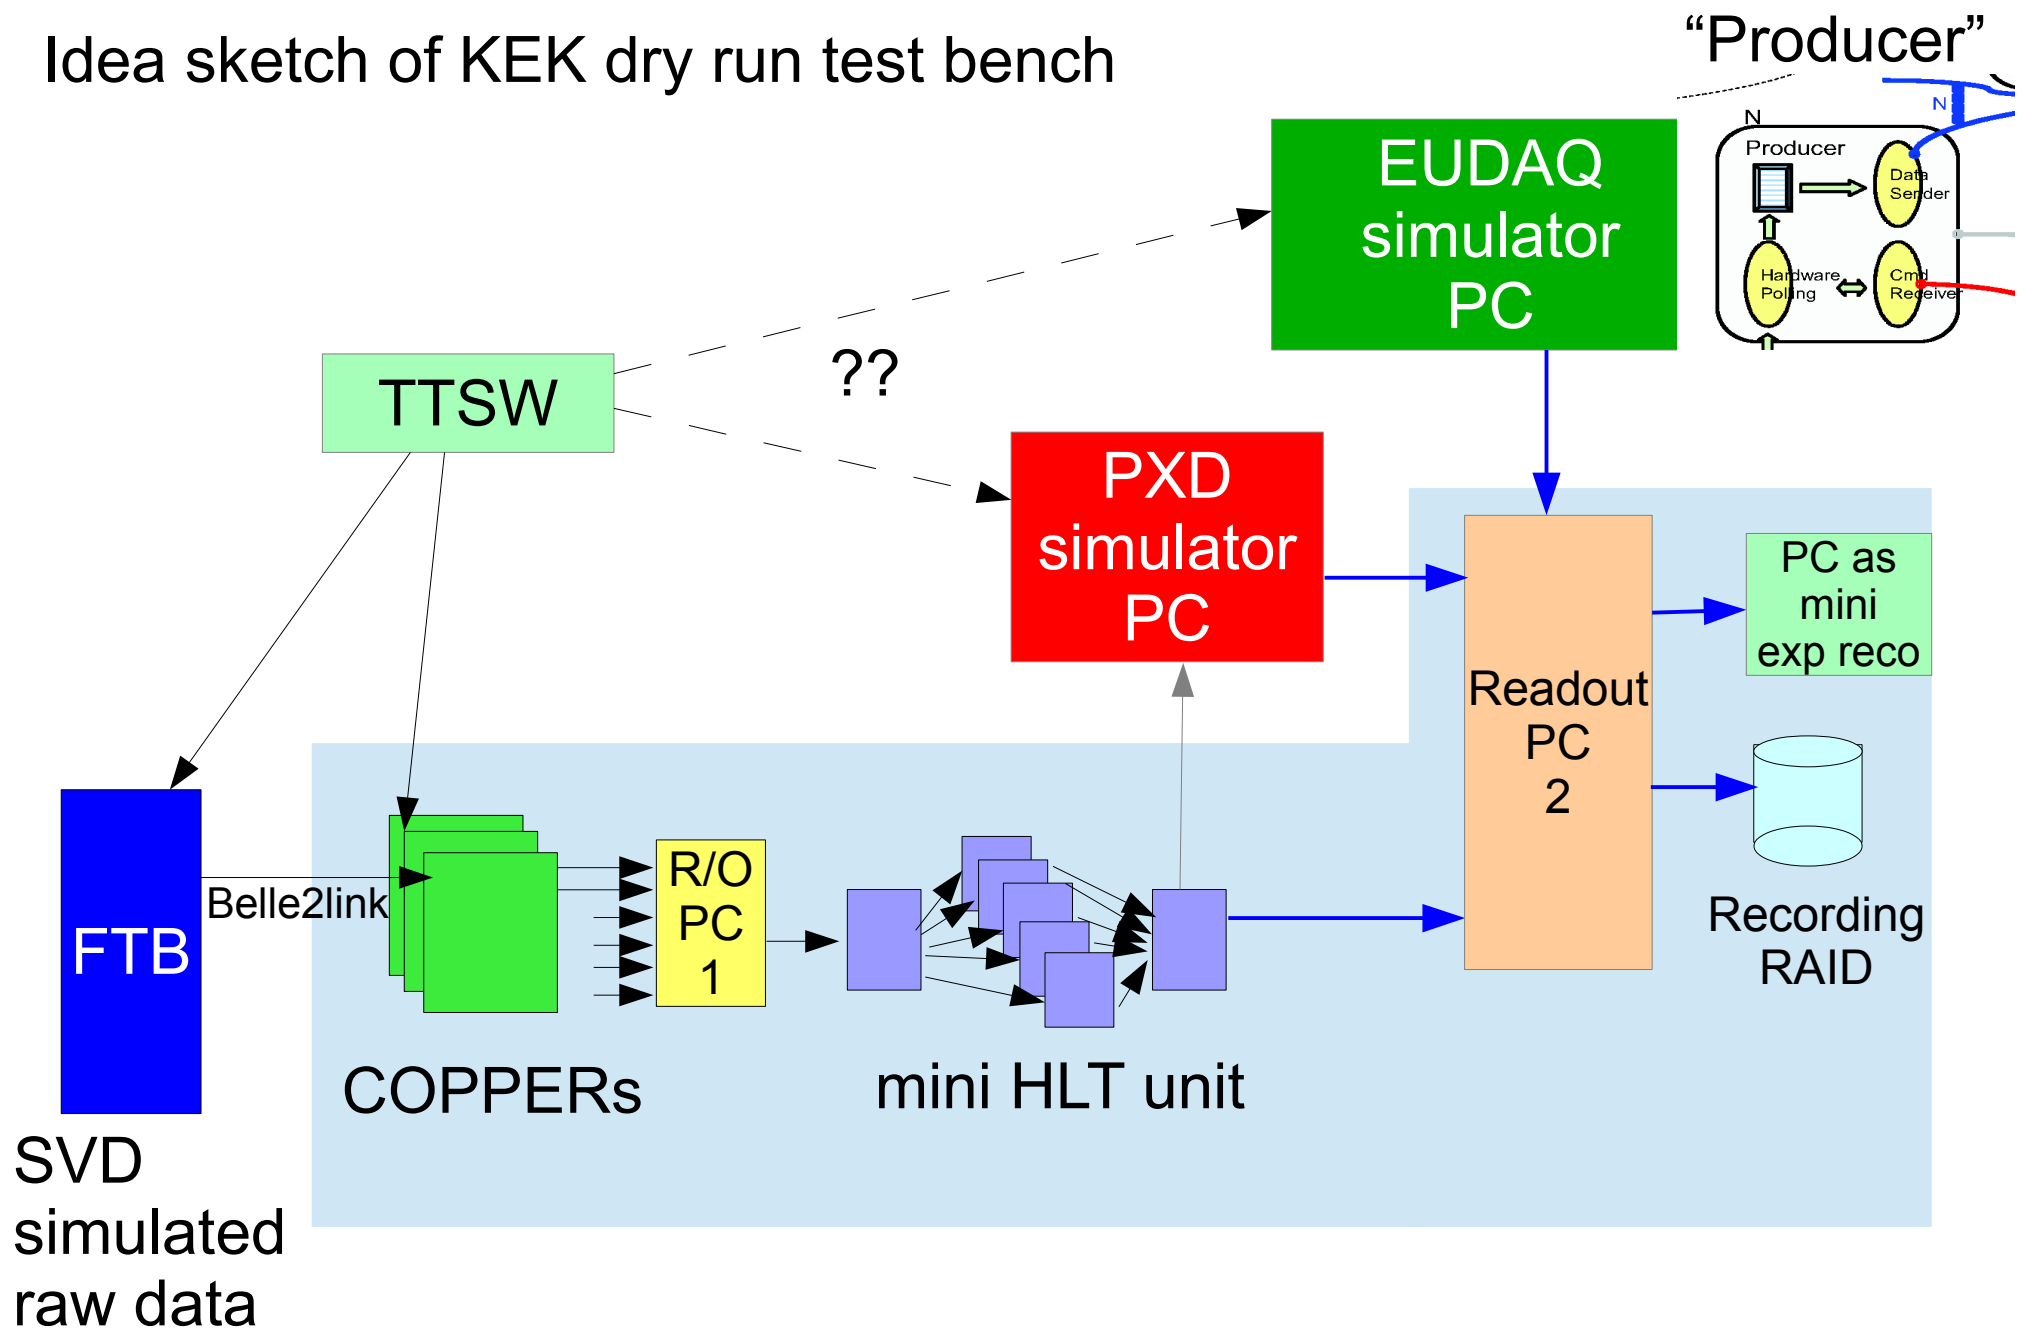 Idea sketch of KEK dry run test bench
“Producer”
N
N
Producer
Data
Sender
Hardware
Polling
Cmd
Receiver
EUDAQ
simulator
PC
??
TTSW
PXD
simulator
PC
PC as
mini
exp reco
Readout
PC
2
R/O
PC
1
Belle2link
FTB
Recording
RAID
COPPERs
mini HLT unit
SVD
simulated
raw data